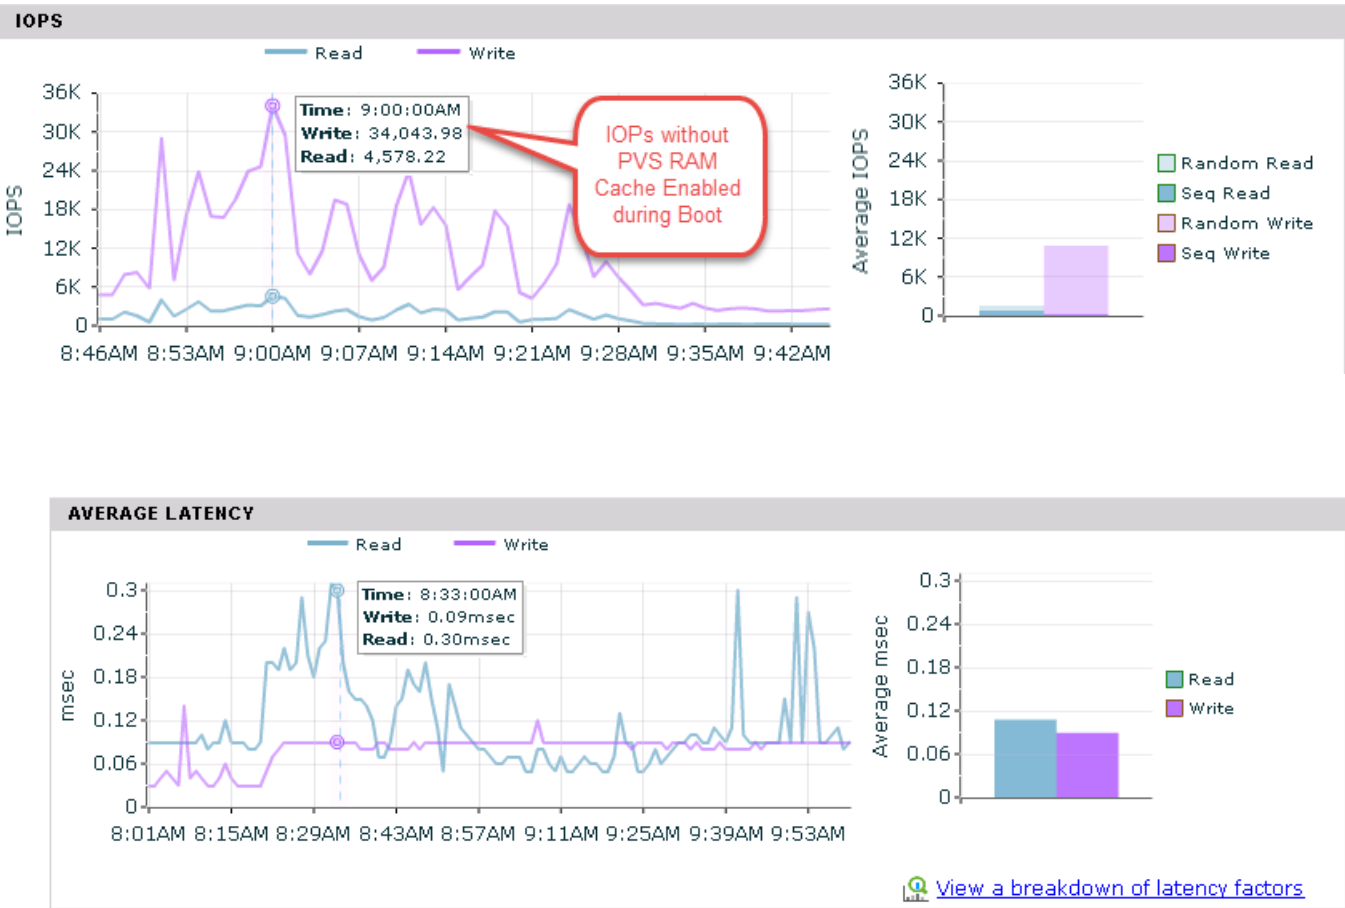 IOPS
Read Write
36K
30K
24K
18K
12K
6K
0
IOPS
8:46AM 8:53AM 9:00AM 9:07AM 9:14AM 9:21AM 9:28AM 9:35AM 9:42AM
Time: 9:00:00AM
Write: 34,043.98
Read: 4,578.22
IOPs without
PVS RAM
Cache Enabled
during Boot
36K
30K
24K
18K
12K
6K
0
Average IOPS
Random Read
Seq Read
Random Write
Seq Write
AVERAGE LATENCY
Read Write
0.3
0.24
0.18
0.12
0.06
0
msec
8:01AM 8:15AM 8:29AM 8:43AM 8:57AM 9:11AM 9:25AM 9:39AM 9:53AM
Time: 8:33:00AM
Write: 0.09msec
Read: 0.30msec
0.3
0.24
0.18
0.12
0.06
0
Average msec
Read
Write
View a breakdown of latency factors